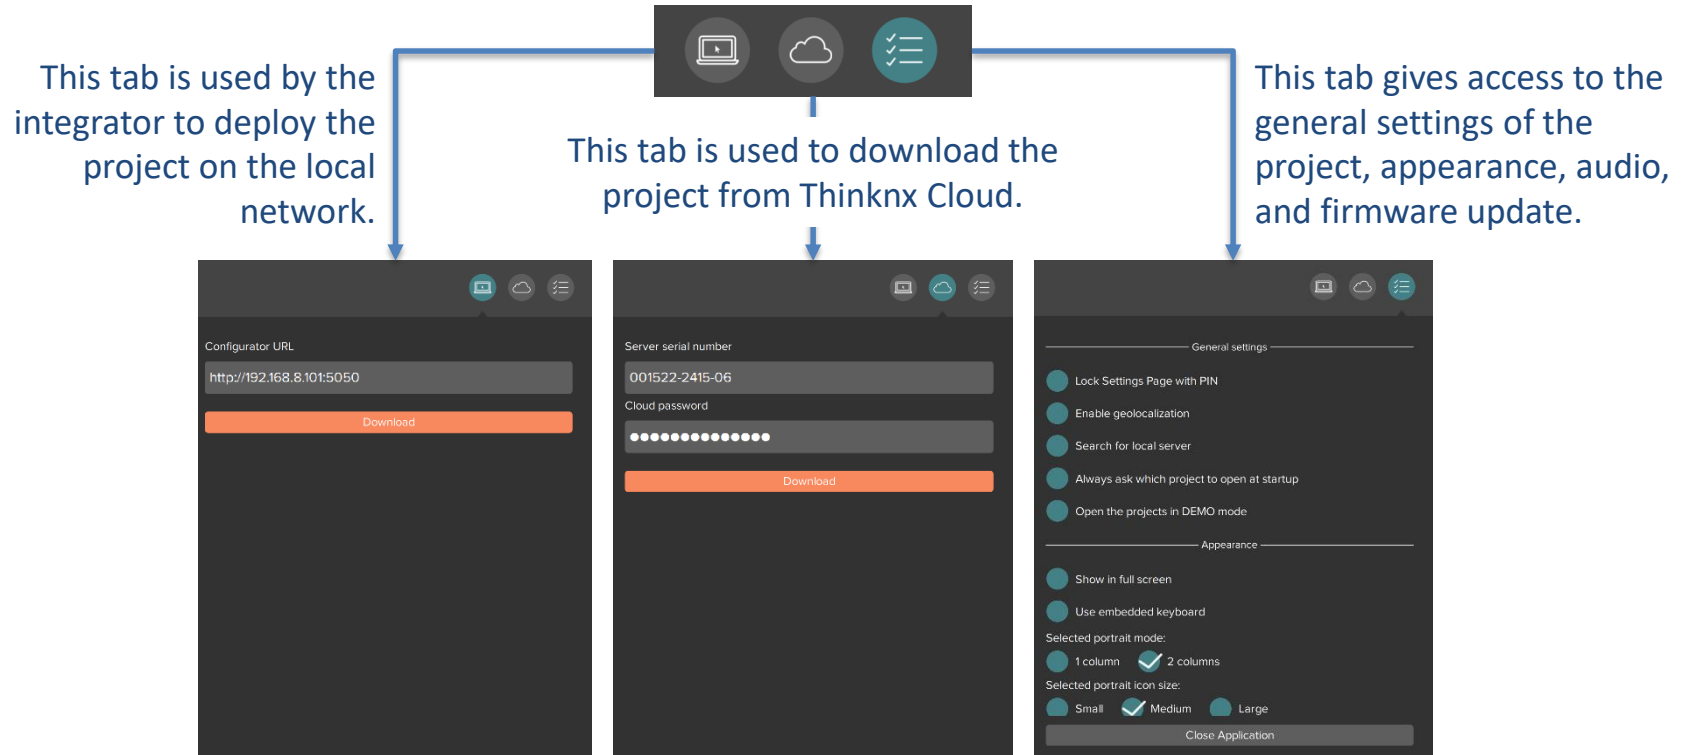 This tab is used by the
integrator to deploy the
project on the local
network.
This tab is used to download the
project from Thinknx Cloud.
This tab gives access to the
general settings of the
project, appearance, audio,
and firmware update.
Configurator URL
http://192.168.8.101:5050
Download
Server serial number
001522-2415-06
Cloud password
Download
General settings
Lock Settings Page with PIN
Enable geolocalization
Search for local server
Always ask which project to open at startup
Open the projects in DEMO mode
Appearance
Show in full screen
Use embedded keyboard
Selected portrait mode:
1 column 2 columns
Selected portrait icon size:
Small Medium Large
Close Application